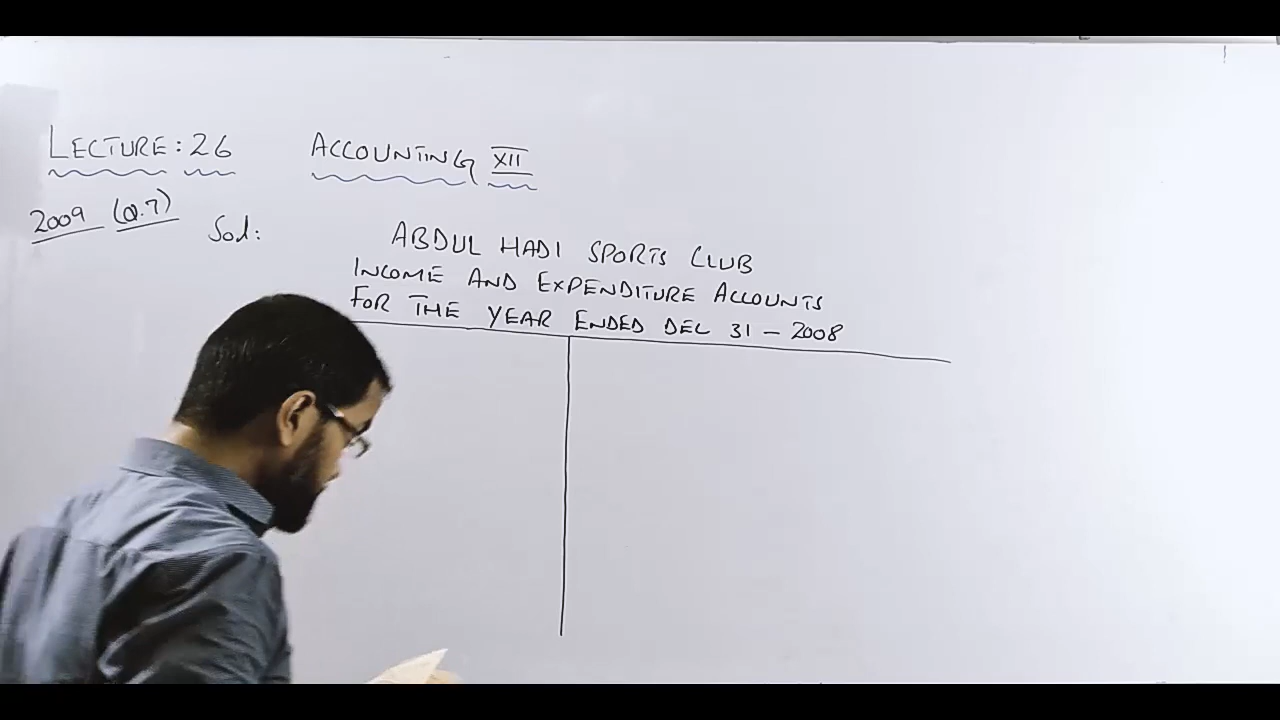 LECTURE: 26 ACCOUNTING XII
2009 (Q.7) Sol:
ABDUL HADI SPORTS CLUB
INCOME AND EXPENDITURE ACCOUNTS
FOR THE YEAR ENDED DEC 31 - 2008